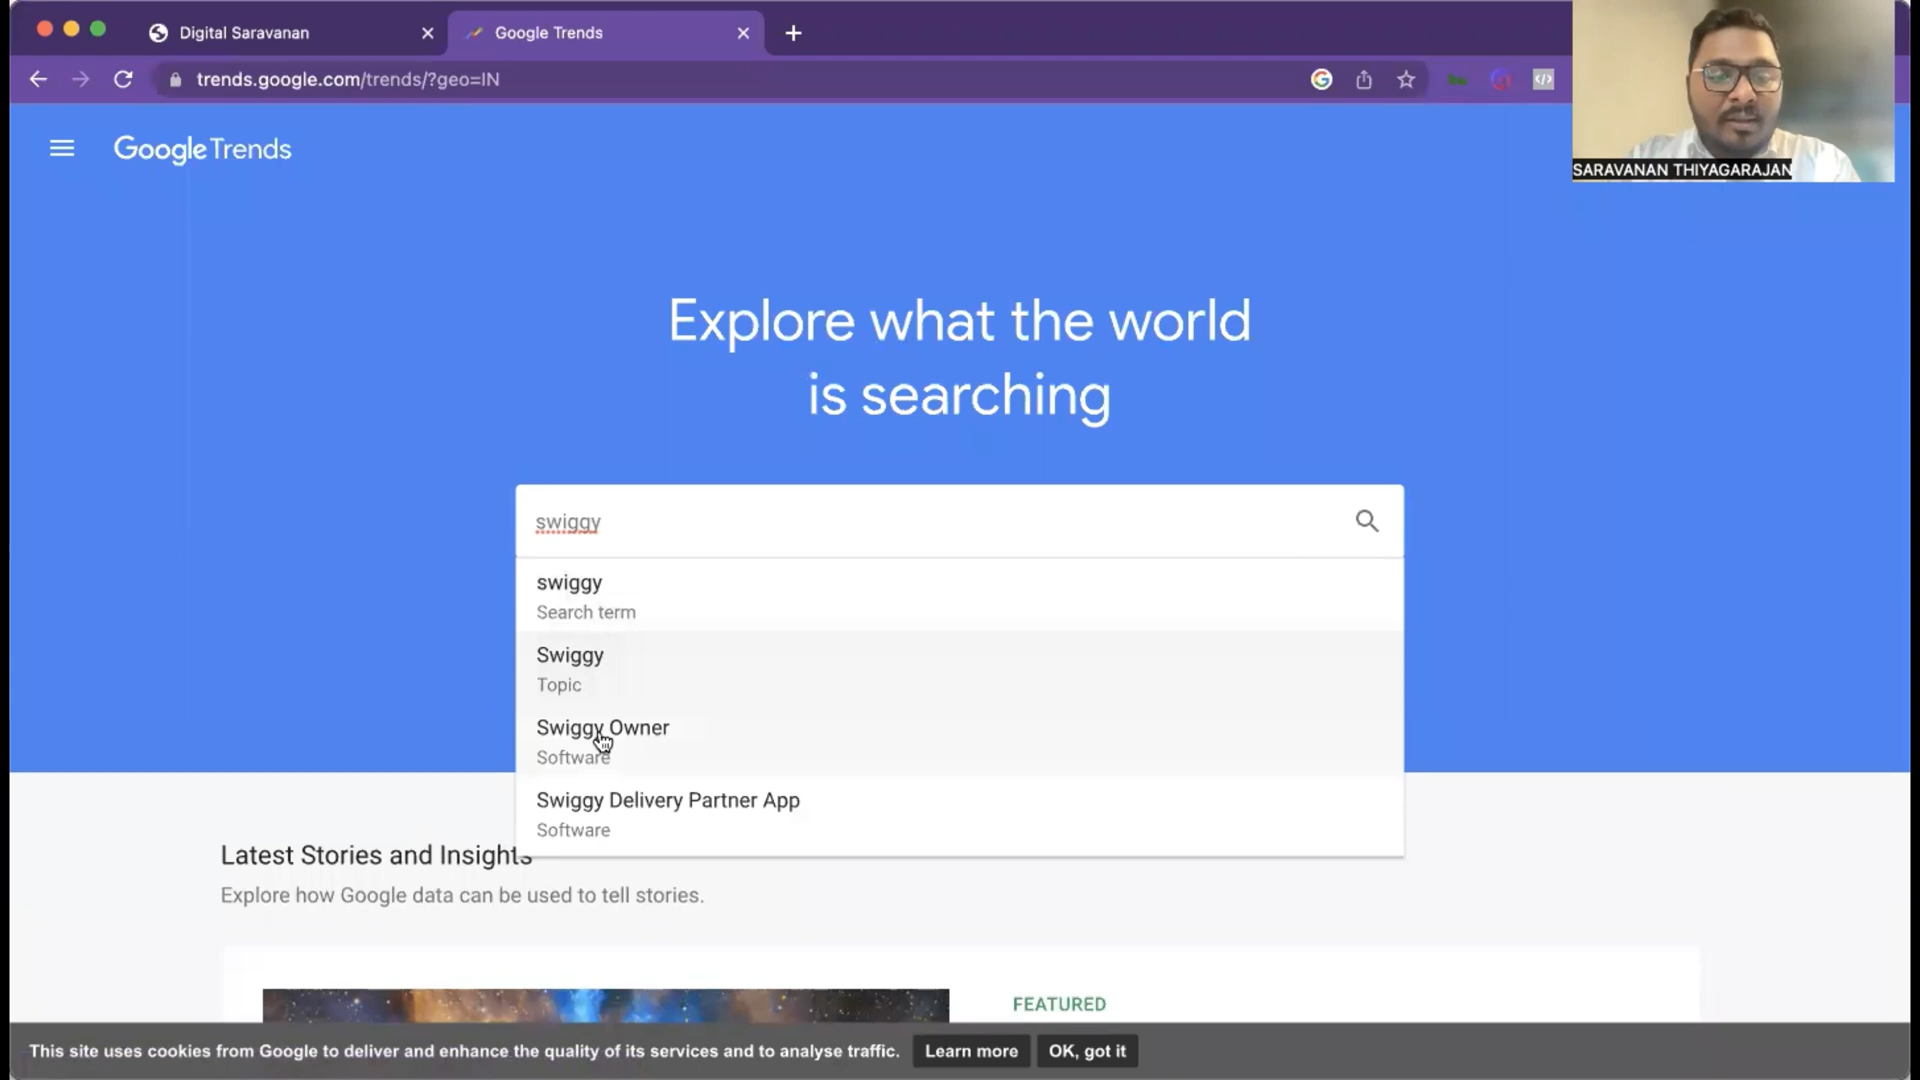 Digital Saravanan
Google Trends
trends.google.com/trends/?geo=IN
SARAVANAN THIYAGARAJAN
Google Trends
Explore what the world
is searching
swiggy
swiggy
Search term
Swiggy
Topic
Swiggy Owner
Software
Swiggy Delivery Partner App
Software
Latest Stories and Insights
Explore how Google data can be used to tell stories.
FEATURED
This site uses cookies from Google to deliver and enhance the quality of its services and to analyse traffic. Learn more OK, got it